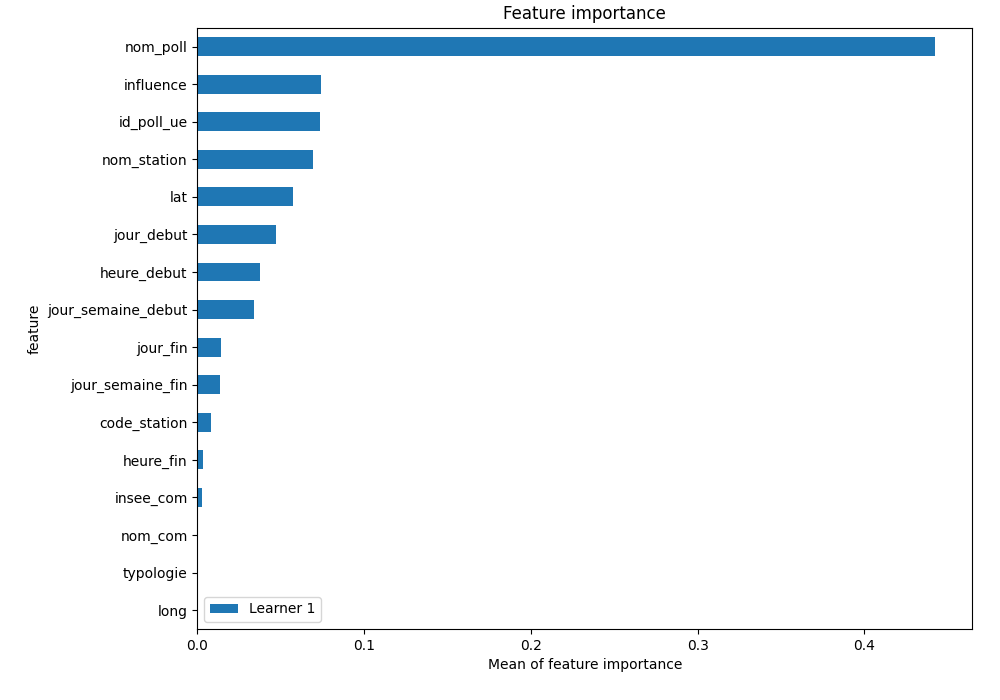 Feature importance
nom_poll
influence
id_poll_ue
nom_station
lat
jour_debut
heure_debut
jour_semaine_debut
jour_fin
jour_semaine_fin
code_station
heure_fin
insee_com
nom_com
typologie
long
feature
Learner 1
0.0 0.1 0.2 0.3 0.4
Mean of feature importance